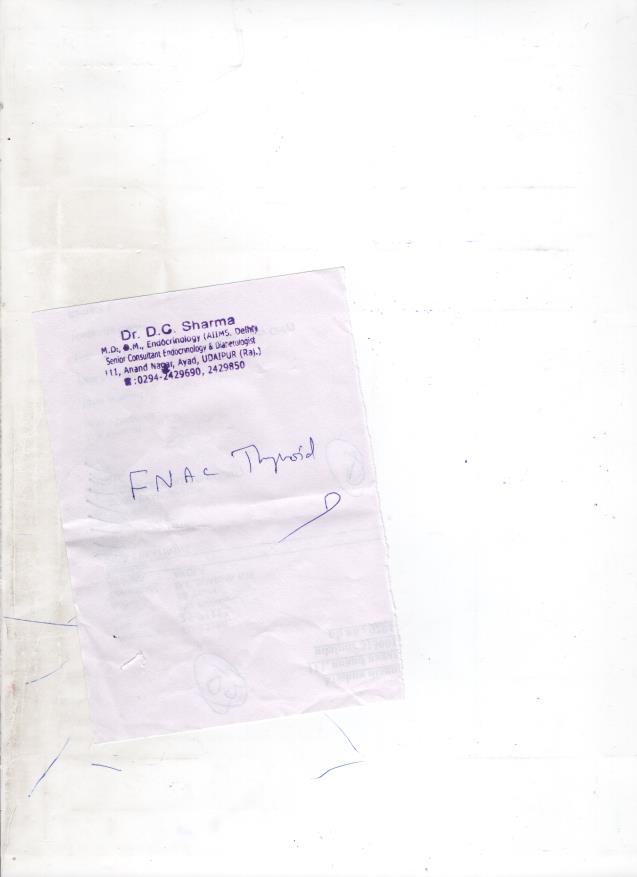 Dr. D.C. Sharma
M.D., D.M., Endocrinology (AIIMS, Delhi)
Senior Consultant Endocrinology & Diabetologist
111, Anand Nagar, Ayad, UDAIPUR (Raj.)
☎:0294-2429690, 2429850
FNAC Thyroid